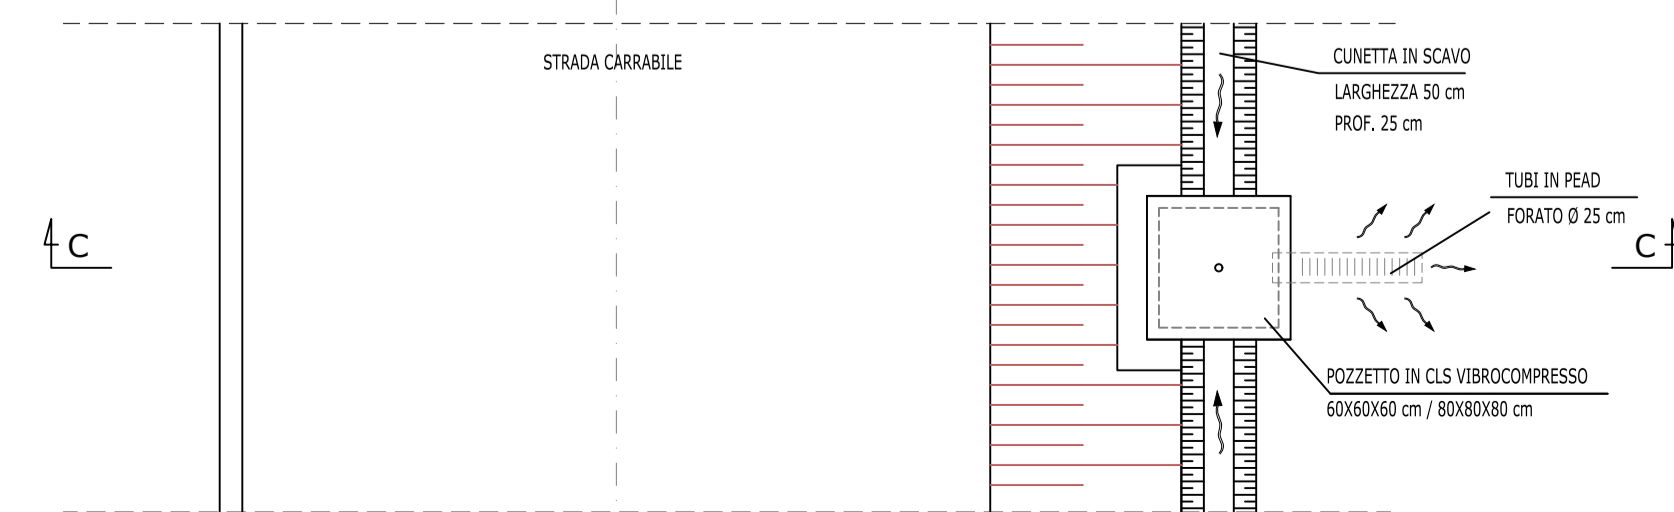 STRADA CARRABILE
CUNETTA IN SCAVO
LARGHEZZA 50 cm
PROF. 25 cm
TUBI IN PEAD
FORATO Ø 25 cm
C
C
POZZETTO IN CLS VIBROCOMPRESSO
60X60X60 cm / 80X80X80 cm